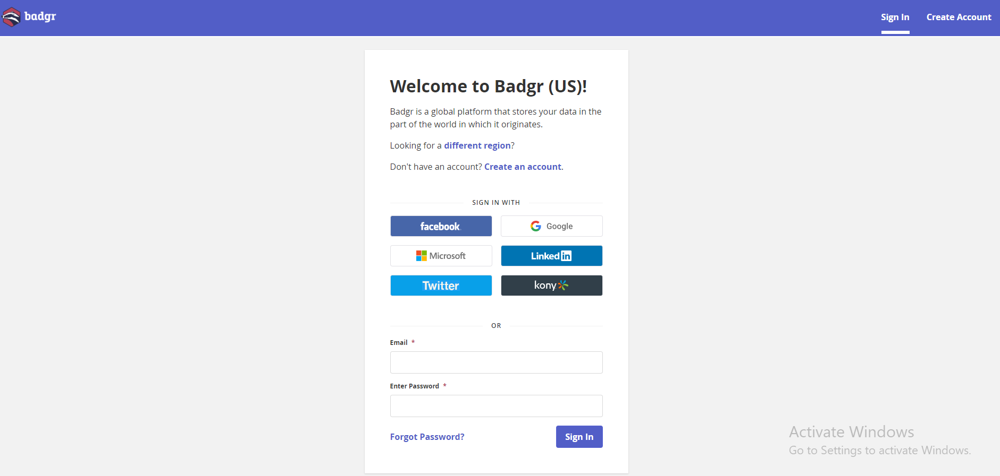 badgr
Sign In
Create Account
Welcome to Badgr (US)!
Badgr is a global platform that stores your data in the
part of the world in which it originates.
Looking for a different region?
Don't have an account? Create an account.
SIGN IN WITH
facebook
Google
Microsoft
Linked in
Twitter
kony
OR
Email *
Enter Password *
Forgot Password?
Sign In
Activate Windows
Go to Settings to activate Windows.